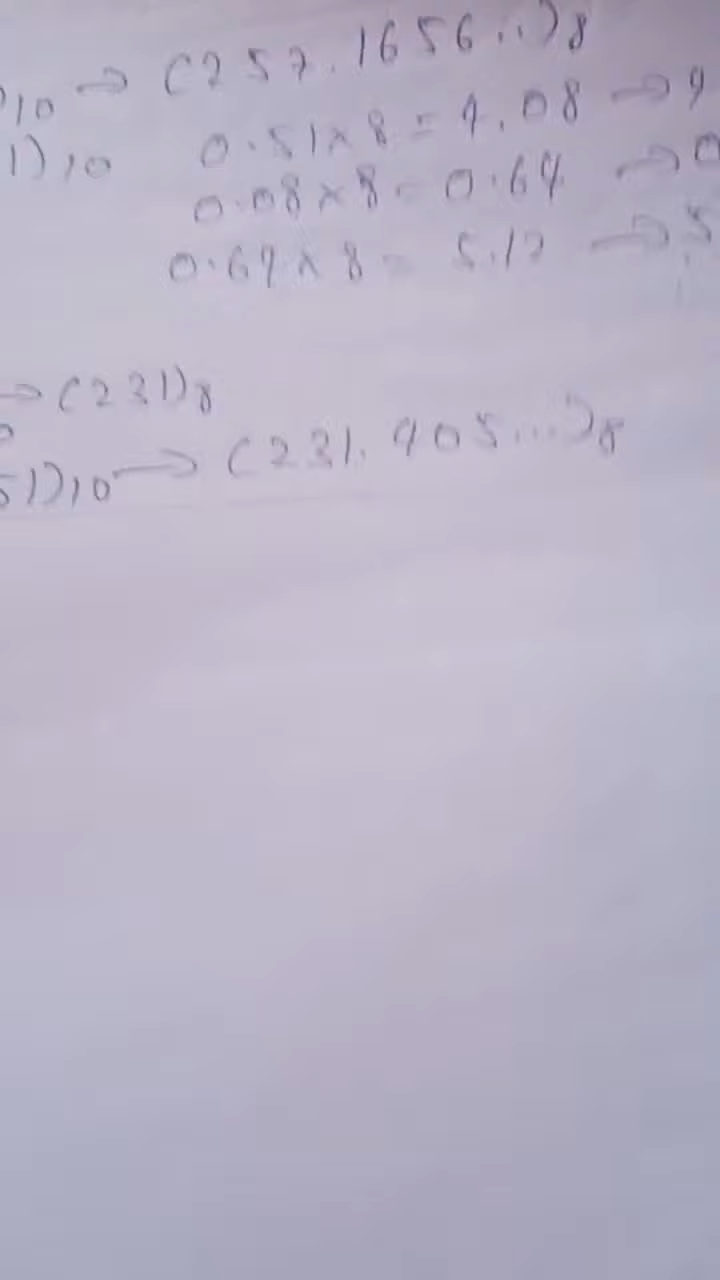 )10 → (257.1656..)8
1)10 0.51×8 = 4.08 → 4
0.08×8 = 0.64 → 0
0.64×8 = 5.12 → 5
→ (231)8
51)10 → (231.405...)8